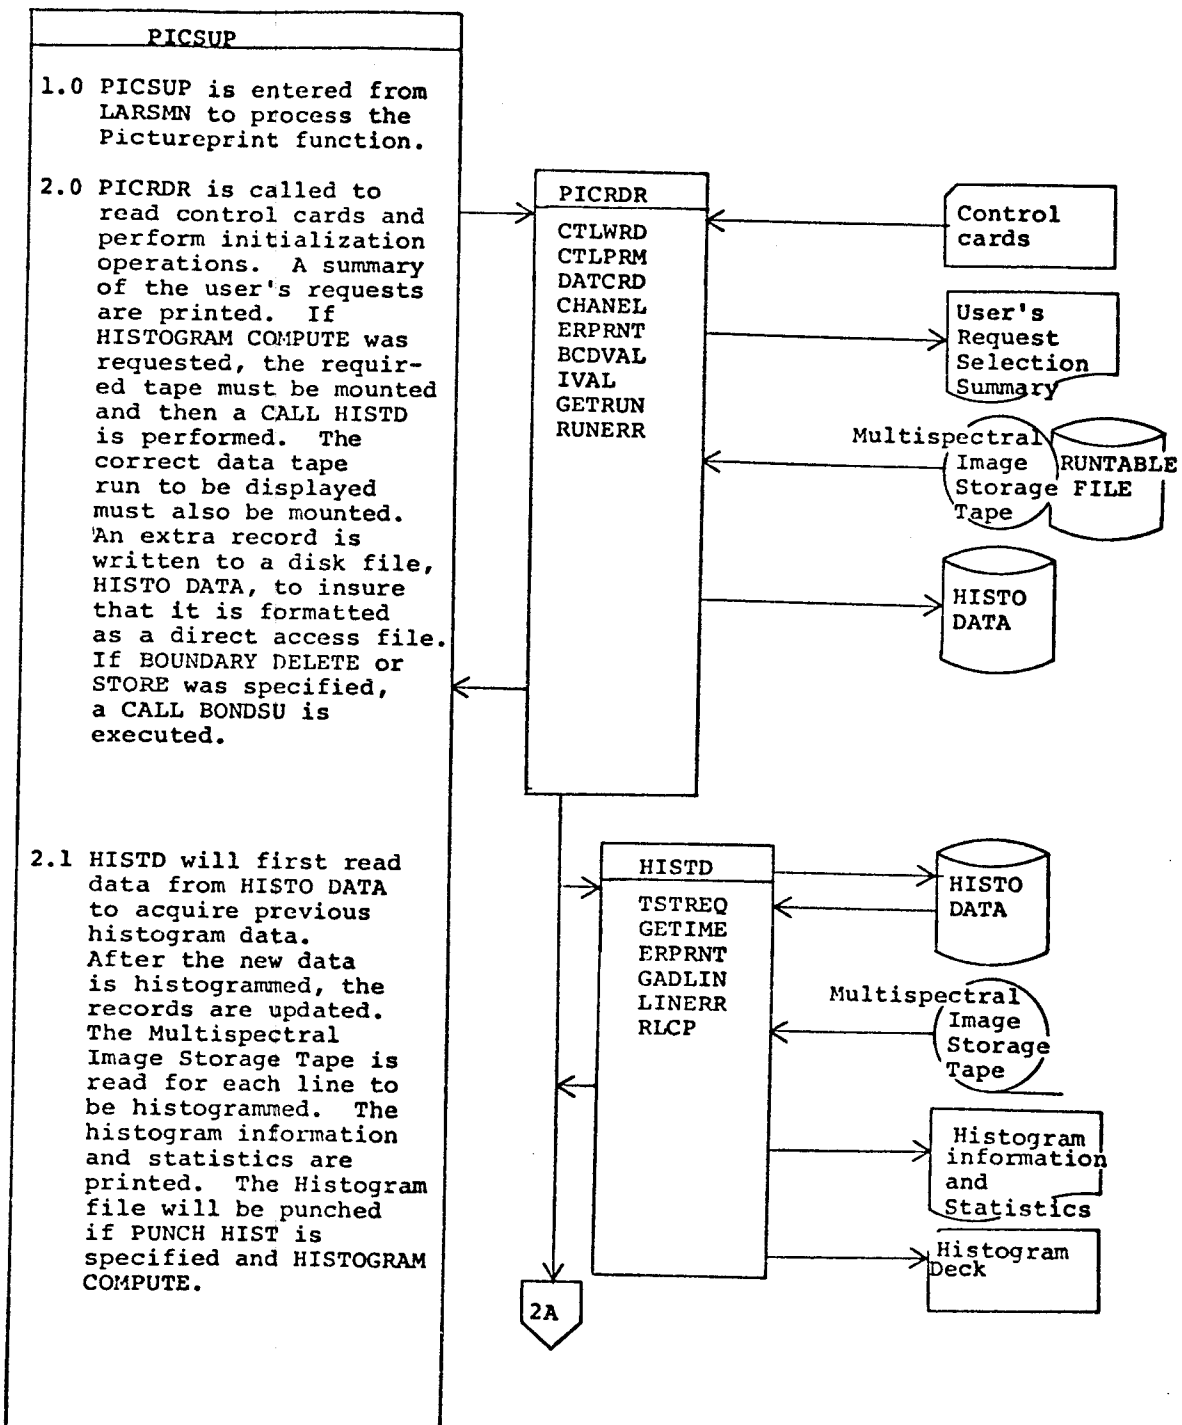 PICSUP
1.0 PICSUP is entered from
LARSMN to process the
Pictureprint function.
2.0 PICRDR is called to
read control cards and
perform initialization
operations. A summary
of the user's requests
are printed. If
HISTOGRAM COMPUTE was
requested, the requir-
ed tape must be mounted
and then a CALL HISTD
is performed. The
correct data tape
run to be displayed
must also be mounted.
An extra record is
written to a disk file,
HISTO DATA, to insure
that it is formatted
as a direct access file.
If BOUNDARY DELETE or
STORE was specified,
a CALL BONDSU is
executed.
2.1 HISTD will first read
data from HISTO DATA
to acquire previous
histogram data.
After the new data
is histogrammed, the
records are updated.
The Multispectral
Image Storage Tape is
read for each line to
be histogrammed. The
histogram information
and statistics are
printed. The Histogram
file will be punched
if PUNCH HIST is
specified and HISTOGRAM
COMPUTE.
PICRDR
CTLWRD
CTLPRM
DATCRD
CHANEL
ERPRNT
BCDVAL
IVAL
GETRUN
RUNERR
Control
cards
User's
Request
Selection
Summary
Multispectral
Image
Storage
Tape
RUNTABLE
FILE
HISTO
DATA
HISTD
TSTREQ
GETIME
ERPRNT
GADLIN
LINERR
RLCP
HISTO
DATA
Multispectral
Image
Storage
Tape
Histogram
information
and
Statistics
Histogram
Deck
2A